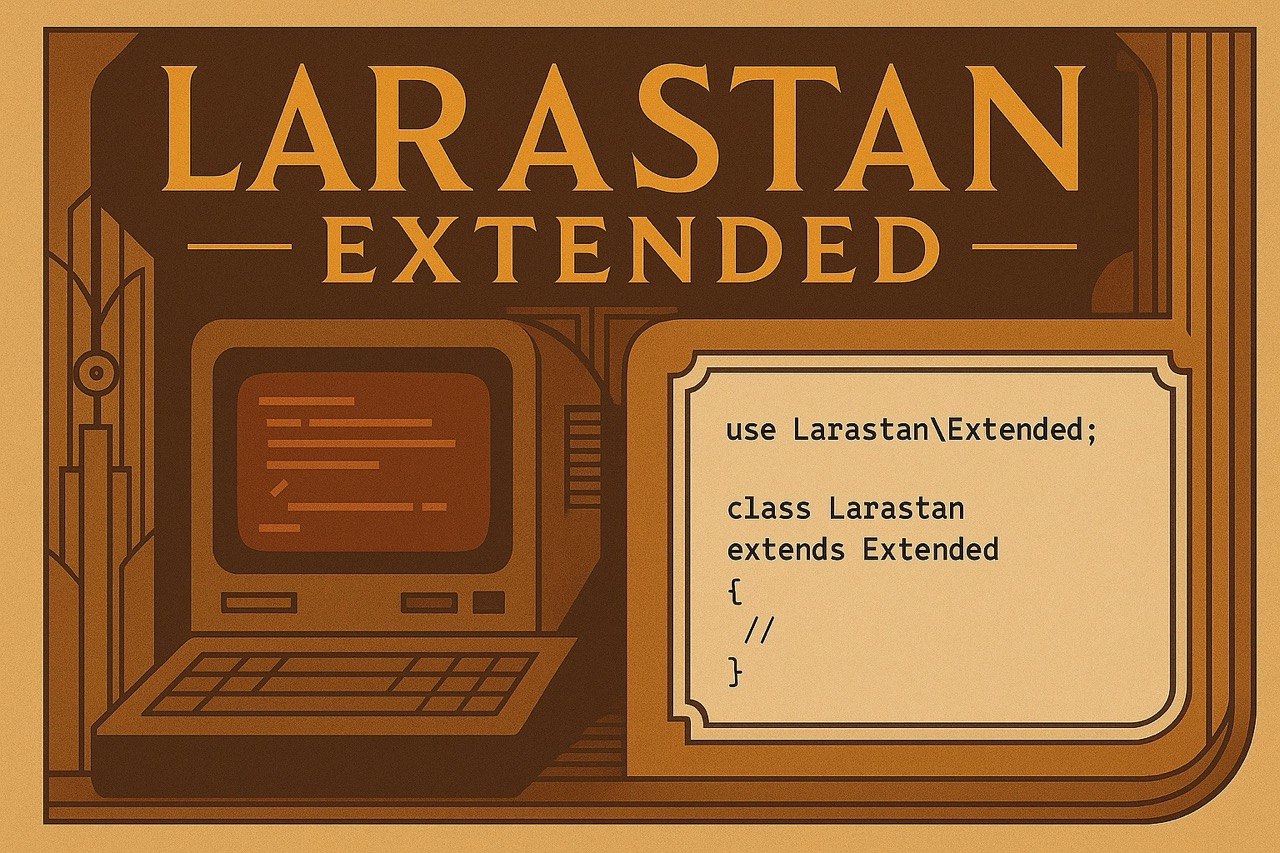 LARASTAN
EXTENDED
use Larastan\Extended;
class Larastan
extends Extended
{
//
}